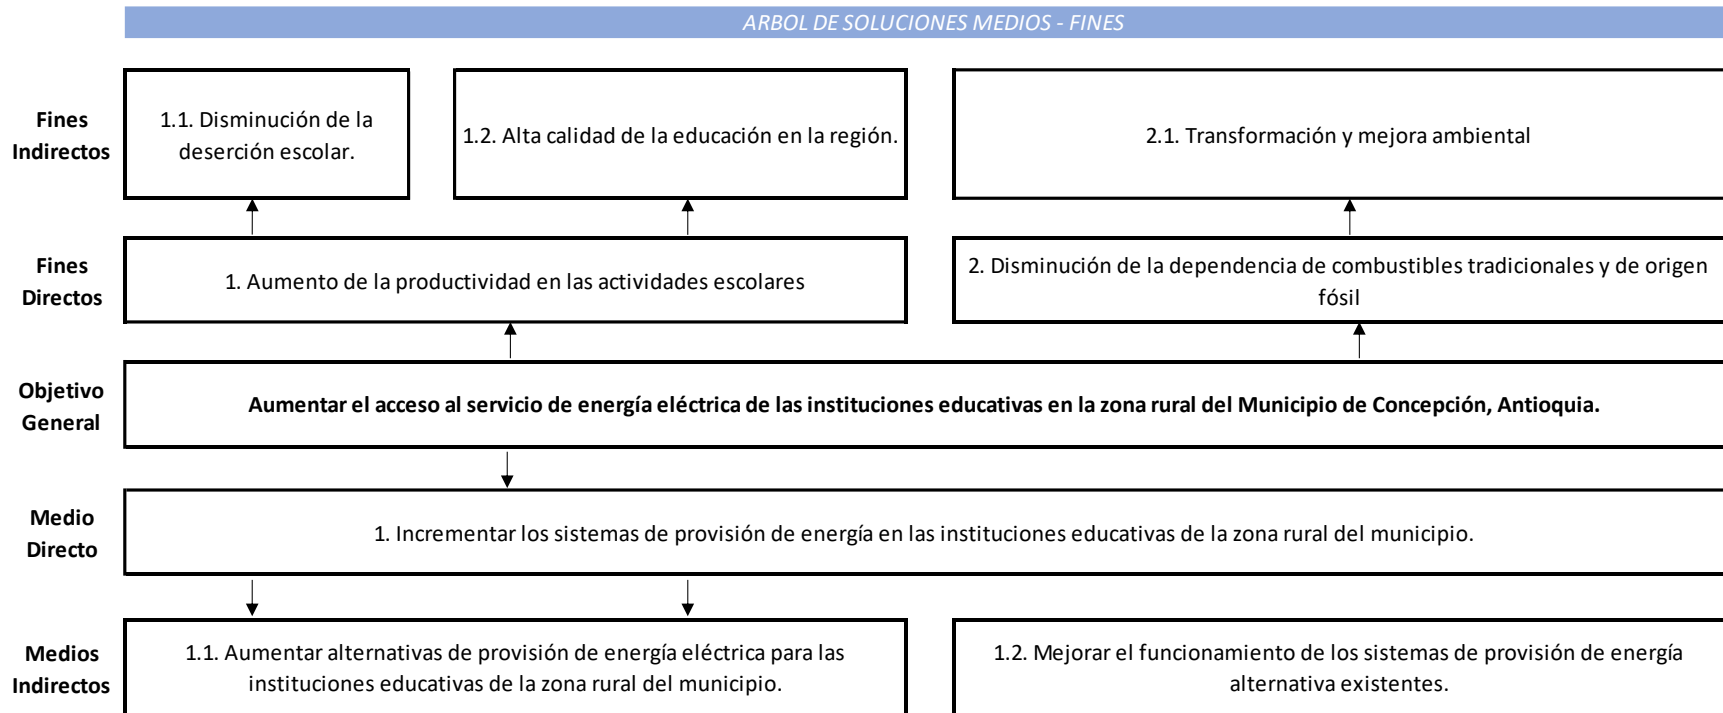 ARBOL DE SOLUCIONES MEDIOS - FINES
Fines
Indirectos
1.1. Disminución de la
deserción escolar.
1.2. Alta calidad de la educación en la región.
2.1. Transformación y mejora ambiental
Fines
Directos
1. Aumento de la productividad en las actividades escolares
2. Disminución de la dependencia de combustibles tradicionales y de origen
fósil
Objetivo
General
Aumentar el acceso al servicio de energía eléctrica de las instituciones educativas en la zona rural del Municipio de Concepción, Antioquia.
Medio
Directo
1. Incrementar los sistemas de provisión de energía en las instituciones educativas de la zona rural del municipio.
Medios
Indirectos
1.1. Aumentar alternativas de provisión de energía eléctrica para las
instituciones educativas de la zona rural del municipio.
1.2. Mejorar el funcionamiento de los sistemas de provisión de energía
alternativa existentes.